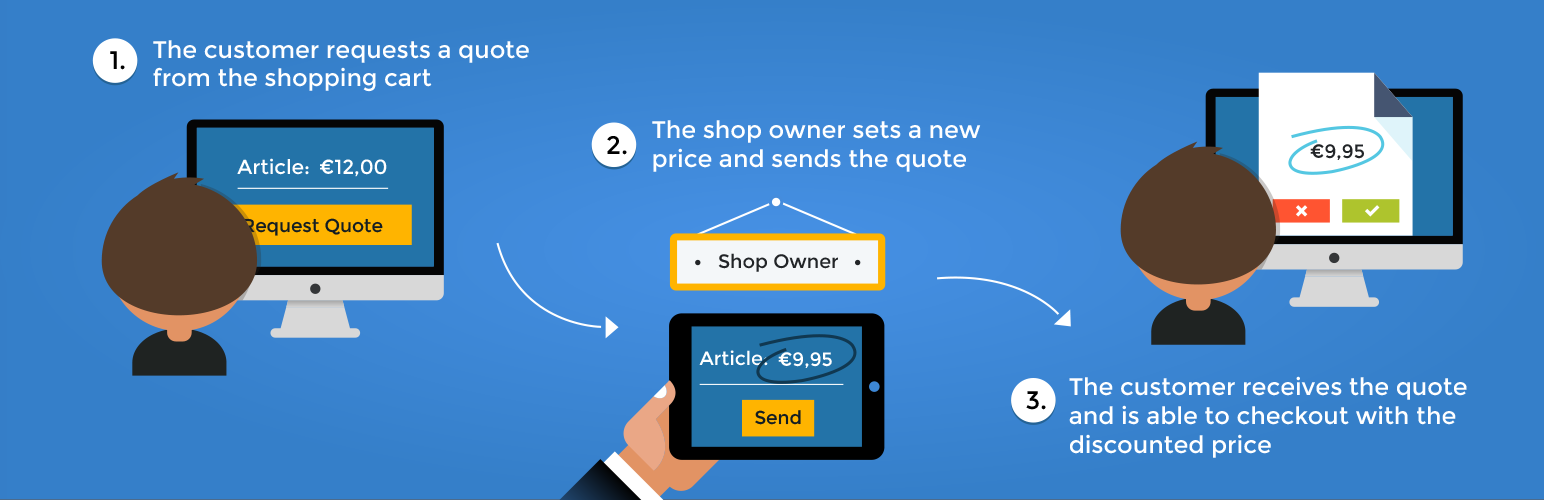 1. The customer requests a quote
from the shopping cart
Article: €12,00
Request Quote
2. The shop owner sets a new
price and sends the quote
• Shop Owner •
Article: €9,95
Send
€9,95
3. The customer receives the quote
and is able to checkout with the
discounted price